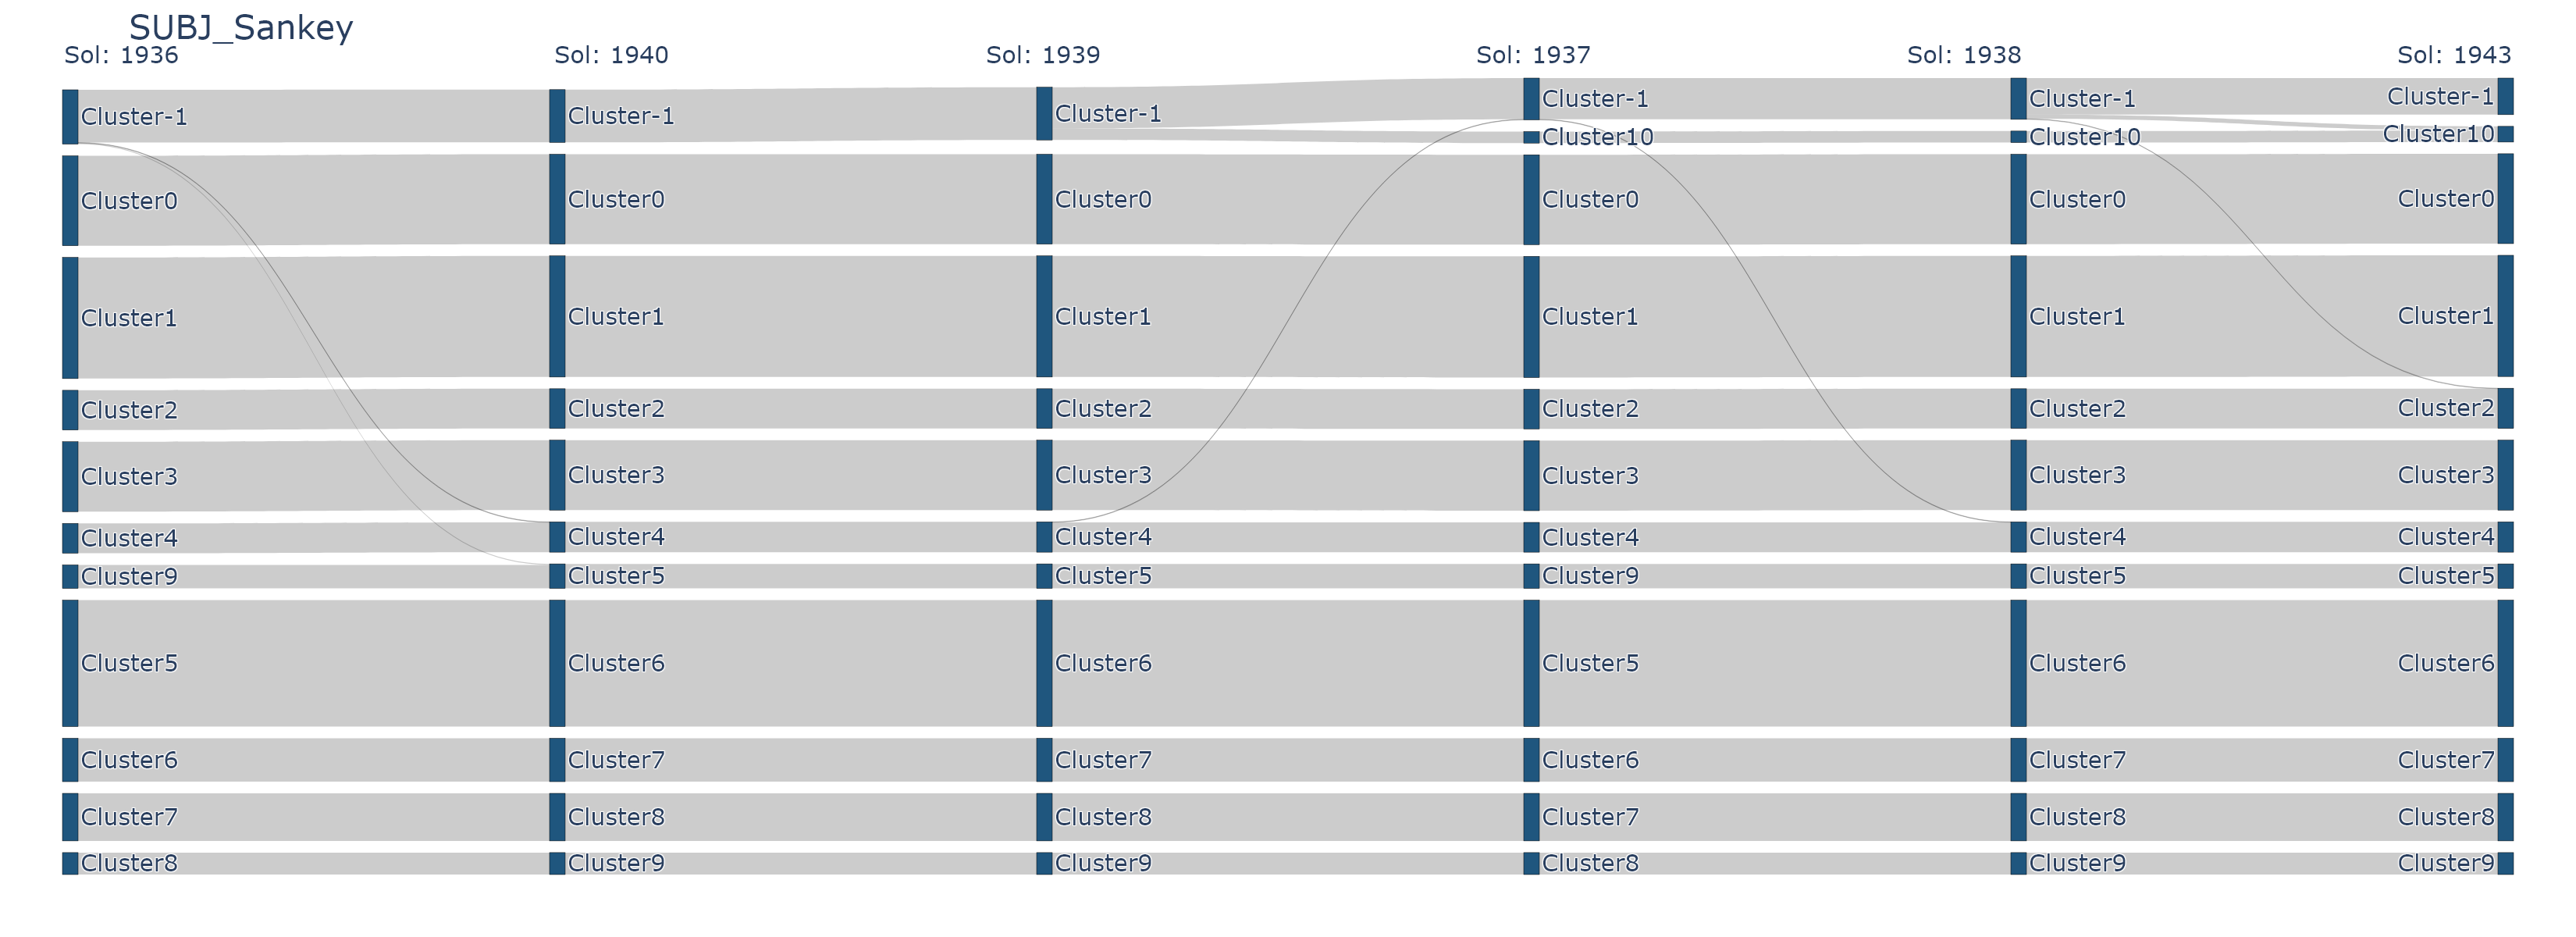 SUBJ_Sankey
Sol: 1936 Sol: 1940 Sol: 1939 Sol: 1937 Sol: 1938 Sol: 1943
Cluster-1 Cluster-1 Cluster-1 Cluster-1 Cluster-1 Cluster-1
Cluster10 Cluster10 Cluster10
Cluster0 Cluster0 Cluster0 Cluster0 Cluster0 Cluster0
Cluster1 Cluster1 Cluster1 Cluster1 Cluster1 Cluster1
Cluster2 Cluster2 Cluster2 Cluster2 Cluster2 Cluster2
Cluster3 Cluster3 Cluster3 Cluster3 Cluster3 Cluster3
Cluster4 Cluster4 Cluster4 Cluster4 Cluster4 Cluster4
Cluster9 Cluster5 Cluster5 Cluster9 Cluster5 Cluster5
Cluster5 Cluster6 Cluster6 Cluster5 Cluster6 Cluster6
Cluster6 Cluster7 Cluster7 Cluster6 Cluster7 Cluster7
Cluster7 Cluster8 Cluster8 Cluster7 Cluster8 Cluster8
Cluster8 Cluster9 Cluster9 Cluster8 Cluster9 Cluster9